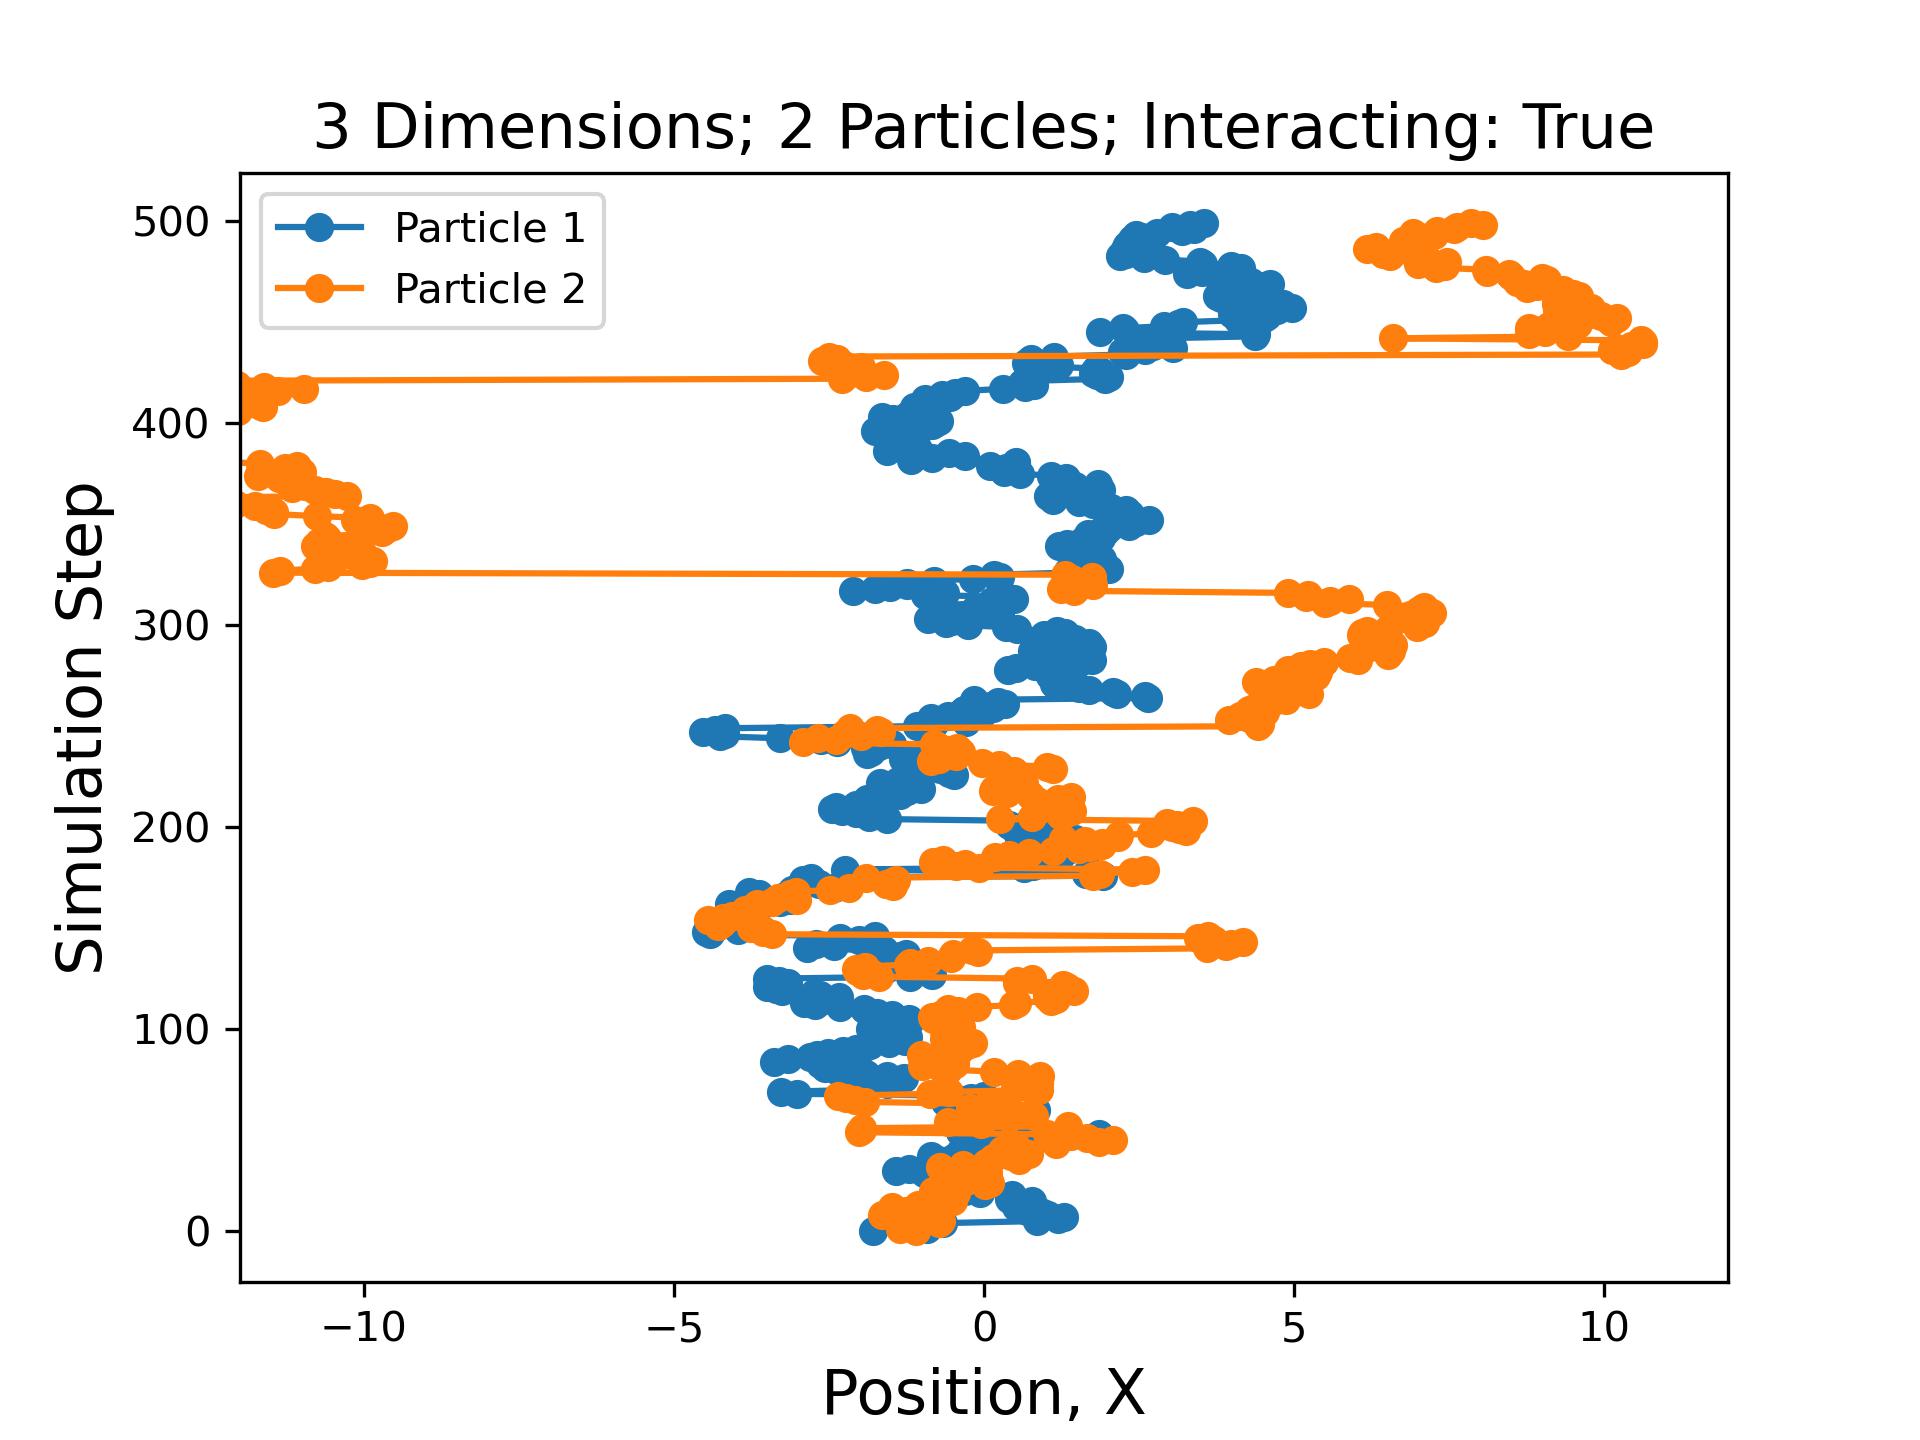 3 Dimensions; 2 Particles; Interacting: True
Particle 1
Particle 2
500
400
300
200
100
0
Simulation Step
−10
−5
0
5
10
Position, X